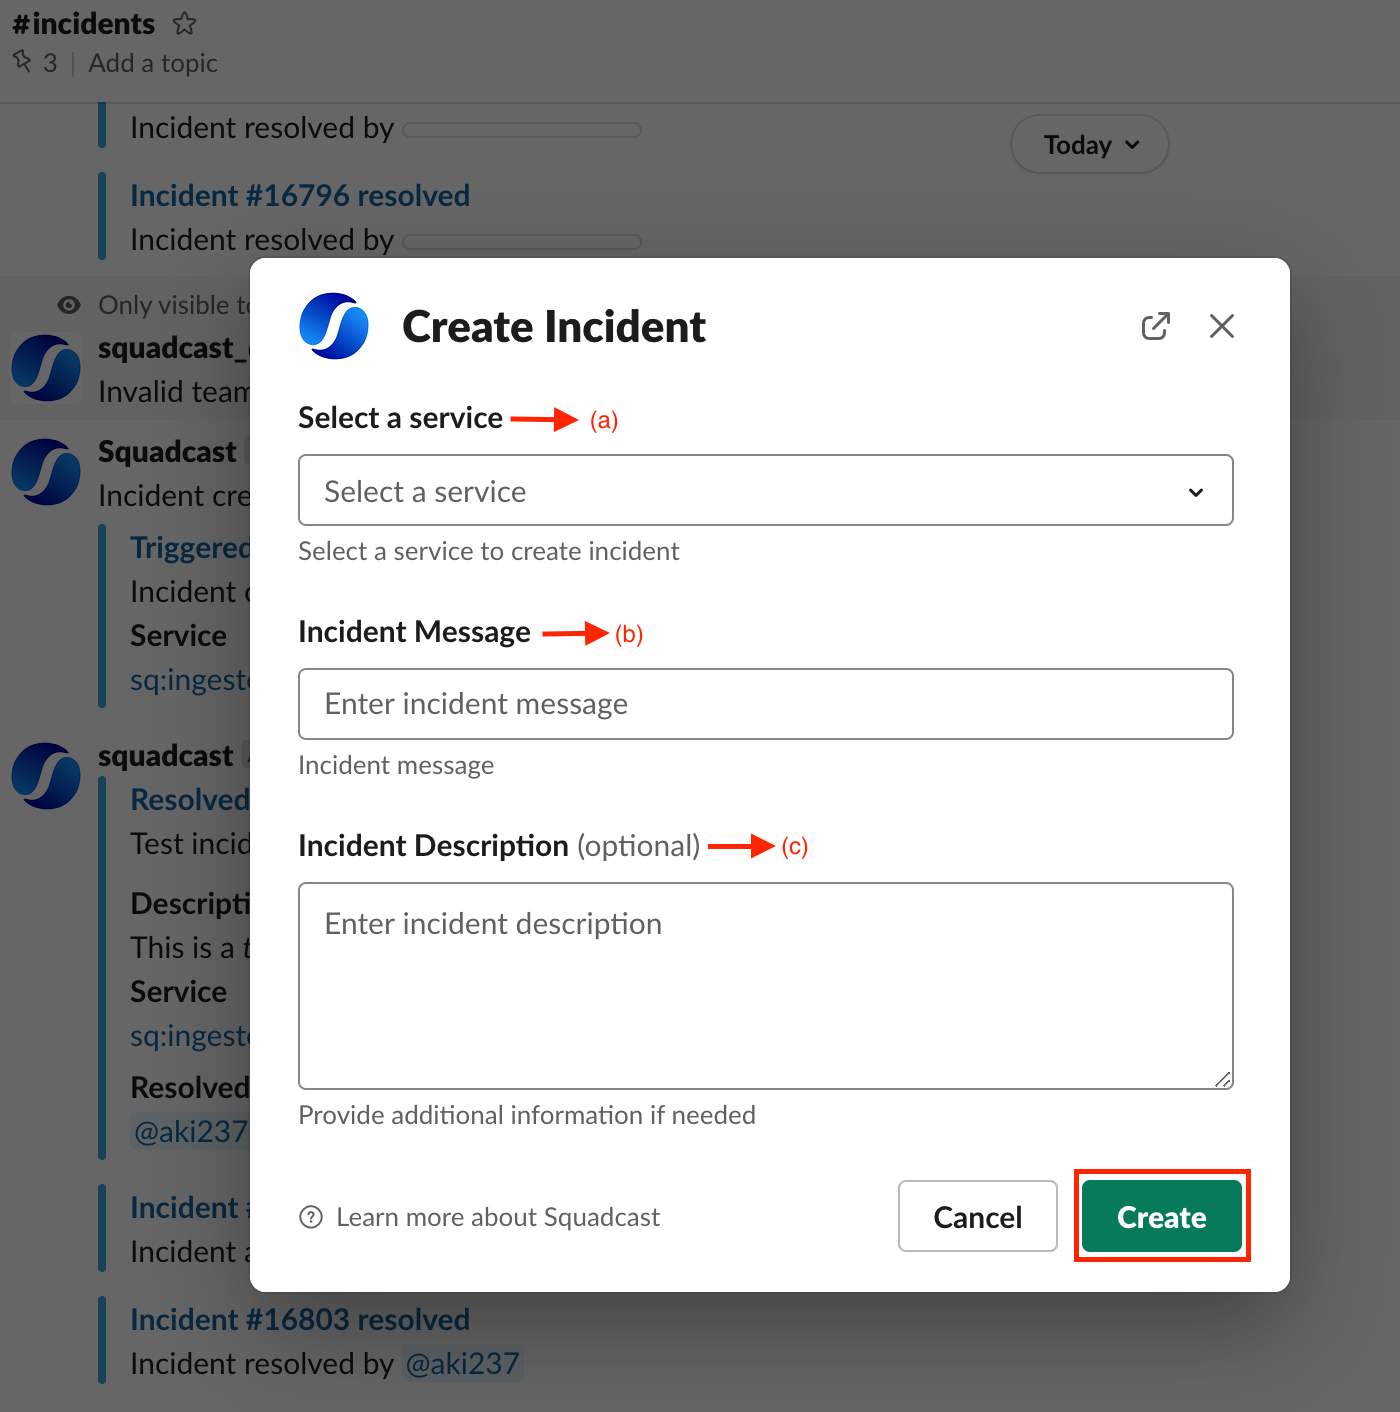 #incidents
3 | Add a topic
Incident resolved by
Today
Incident #16796 resolved
Incident resolved by
Only visible
squadcast_
Invalid team
Squadcast
Incident
Triggered
Incident
Service
sq:ingest
squadcast
Resolved
Test
This is a
Service
sq:ingest
Resolved
@aki237
Incident
Incident
Incident #16803 resolved
Incident resolved by @aki237
Create Incident
Select a service (a)
Select a service
Select a service to create incident
Incident Message (b)
Enter incident message
Incident message
Incident Description (optional) (c)
Enter incident description
Provide additional information if needed
Learn more about Squadcast
Cancel
Create